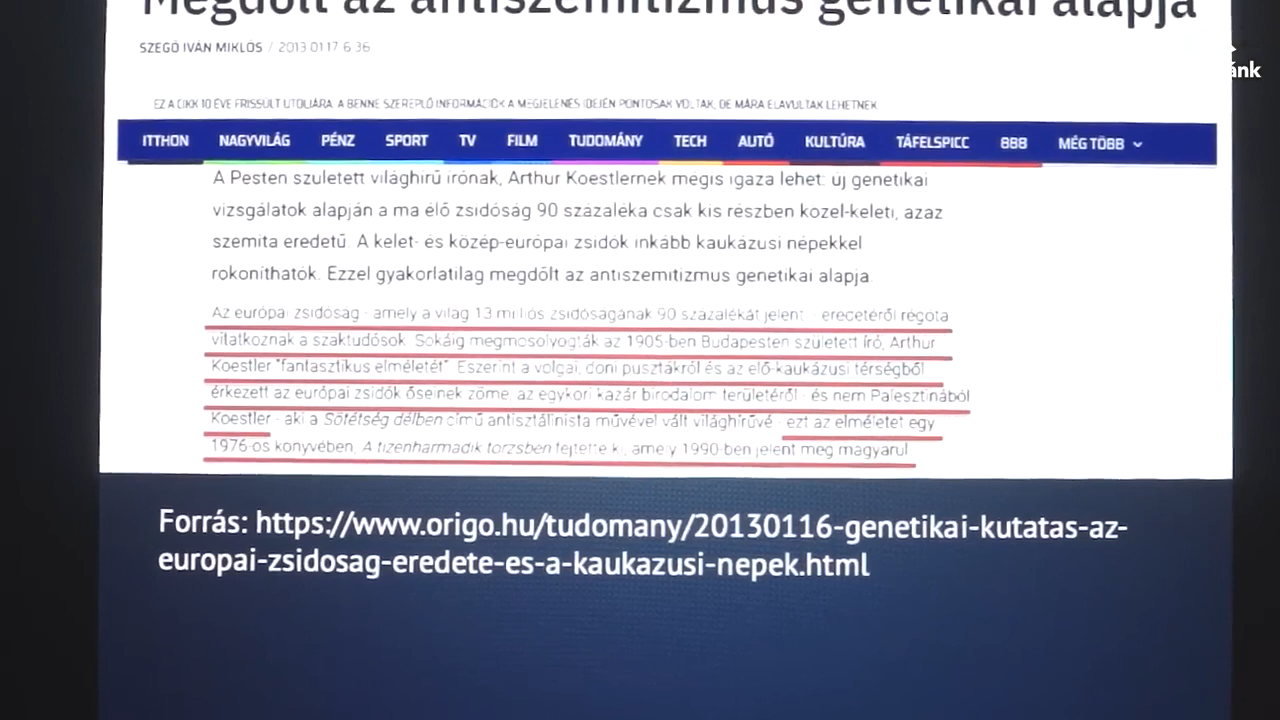 Megdőlt az antiszemitizmus genetikai alapja
SZEGŐ IVÁN MIKLÓS / 2013.01.17 6:36
ánk
EZ A CIKK 10 ÉVE FRISSÜLT UTOLJÁRA. A BENNE SZEREPLŐ INFORMÁCIÓK A MEGJELENÉS IDEJÉN PONTOSAK VOLTAK, DE MÁRA ELAVULTAK LEHETNEK.
ITTHON NAGYVILÁG PÉNZ SPORT TV FILM TUDOMÁNY TECH AUTÓ KULTÚRA TÁFELSPICC 888 MÉG TÖBB
A Pesten született világhírű írónak, Arthur Koestlernek mégis igaza lehet: új genetikai
vizsgálatok alapján a ma élő zsidóság 90 százaléka csak kis részben közel-keleti, azaz
szemita eredetű. A kelet- és közép-európai zsidók inkább kaukázusi népekkel
rokoníthatók. Ezzel gyakorlatilag megdőlt az antiszemitizmus genetikai alapja.
Az európai zsidóság - amely a világ 13 milliós zsidóságának 90 százalékát jelenti - eredetéről régóta
vitatkoznak a szaktudósok. Sokáig megmosolyogták az 1905-ben Budapesten született író, Arthur
Koestler "fantasztikus elméletét". Eszerint a volgai, doni pusztákról és az elő-kaukázusi térségből
érkezett az európai zsidók őseinek zöme, az egykori kazár birodalom területéről - és nem Palesztinából.
Koestler - aki a Sötétség délben című antisztálinista művével vált világhírűvé - ezt az elméletet egy
1976-os könyvében, A tizenharmadik törzsben fejtette ki, amely 1990-ben jelent meg magyarul.
Forrás: https://www.origo.hu/tudomany/20130116-genetikai-kutatas-az-
europai-zsidosag-eredete-es-a-kaukazusi-nepek.html